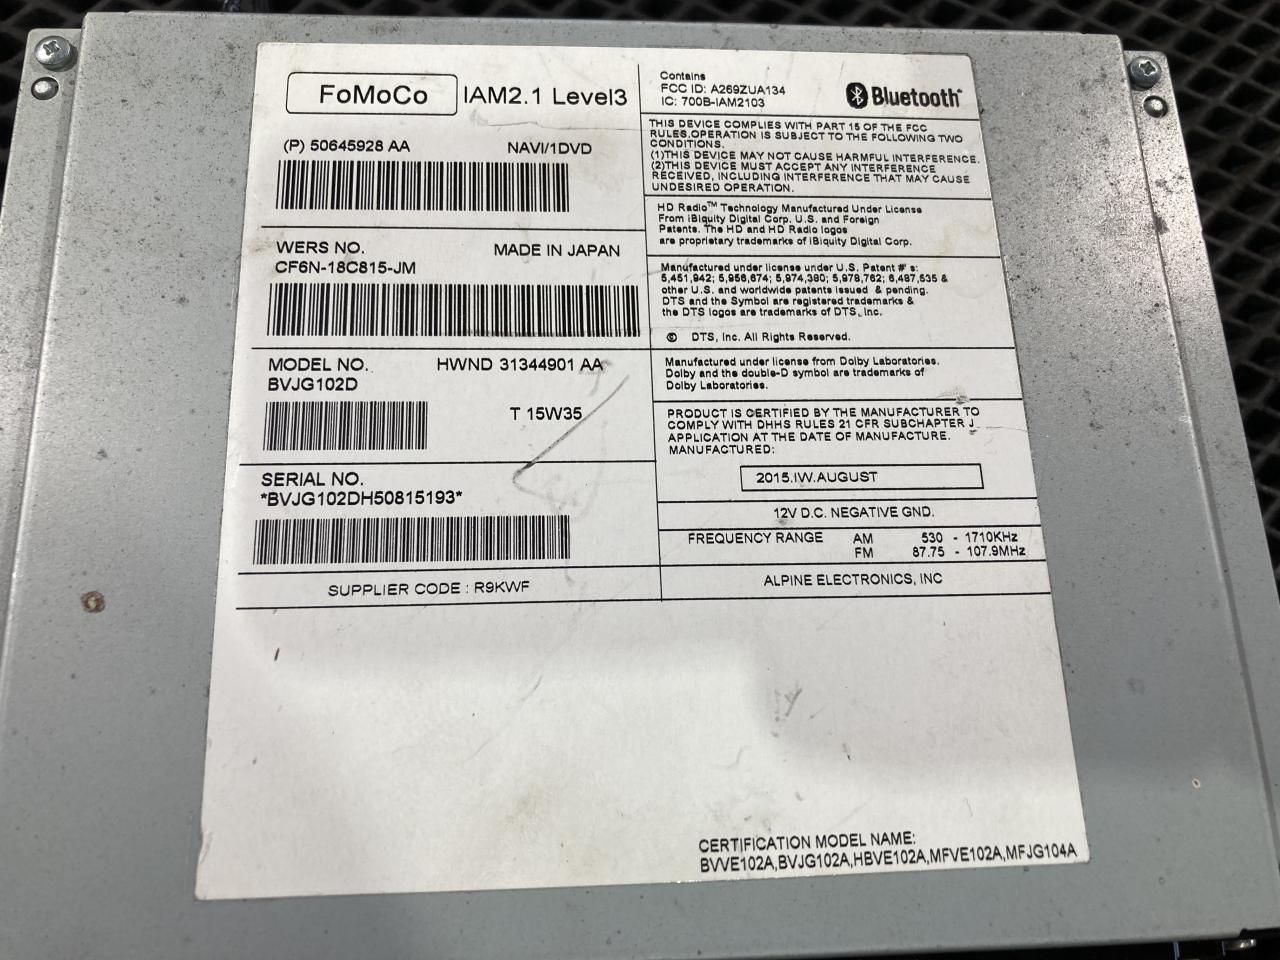 FoMoCo IAM2.1 Level3
(P) 50645928 AA NAVI/1DVD
WERS NO. MADE IN JAPAN
CF6N-18C815-JM
MODEL NO. HWND 31344901 AA
BVJG102D
T 15W35
SERIAL NO.
*BVJG102DH50815193*
SUPPLIER CODE : R9KWF
Contains
FCC ID: A269ZUA134
IC: 700B-IAM2103
Bluetooth
THIS DEVICE COMPLIES WITH PART 15 OF THE FCC
RULES.OPERATION IS SUBJECT TO THE FOLLOWING TWO
CONDITIONS.
(1)THIS DEVICE MAY NOT CAUSE HARMFUL INTERFERENCE.
(2)THIS DEVICE MUST ACCEPT ANY INTERFERENCE
RECEIVED, INCLUDING INTERFERENCE THAT MAY CAUSE
UNDESIRED OPERATION.
HD Radio™ Technology Manufactured Under License
From iBiquity Digital Corp. U.S. and Foreign
Patents. The HD and HD Radio logos
are proprietary trademarks of iBiquity Digital Corp.
Manufactured under license under U.S. Patent #'s:
5,451,942; 5,956,674; 5,974,380; 5,978,762; 6,487,535 &
other U.S. and worldwide patents issued & pending.
DTS and the Symbol are registered trademarks &
the DTS logos are trademarks of DTS, Inc.
© DTS, Inc. All Rights Reserved.
Manufactured under license from Dolby Laboratories.
Dolby and the double-D symbol are trademarks of
Dolby Laboratories.
PRODUCT IS CERTIFIED BY THE MANUFACTURER TO
COMPLY WITH DHHS RULES 21 CFR SUBCHAPTER J
APPLICATION AT THE DATE OF MANUFACTURE.
MANUFACTURED:
2015.IW.AUGUST
12V D.C. NEGATIVE GND.
FREQUENCY RANGE AM 530 - 1710KHz
FM 87.75 - 107.9MHz
ALPINE ELECTRONICS, INC
CERTIFICATION MODEL NAME:
BVVE102A,BVJG102A,HBVE102A,MFVE102A,MFJG104A